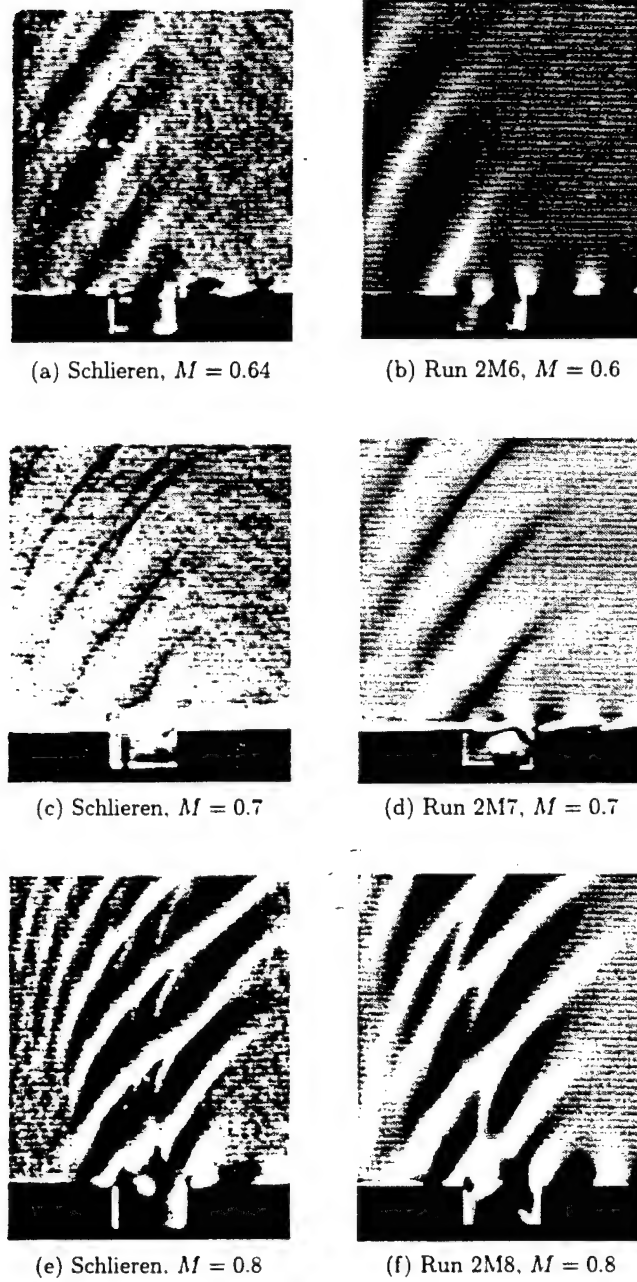 (a) Schlieren, M = 0.64
(b) Run 2M6, M = 0.6
(c) Schlieren, M = 0.7
(d) Run 2M7, M = 0.7
(e) Schlieren. M = 0.8
(f) Run 2M8, M = 0.8